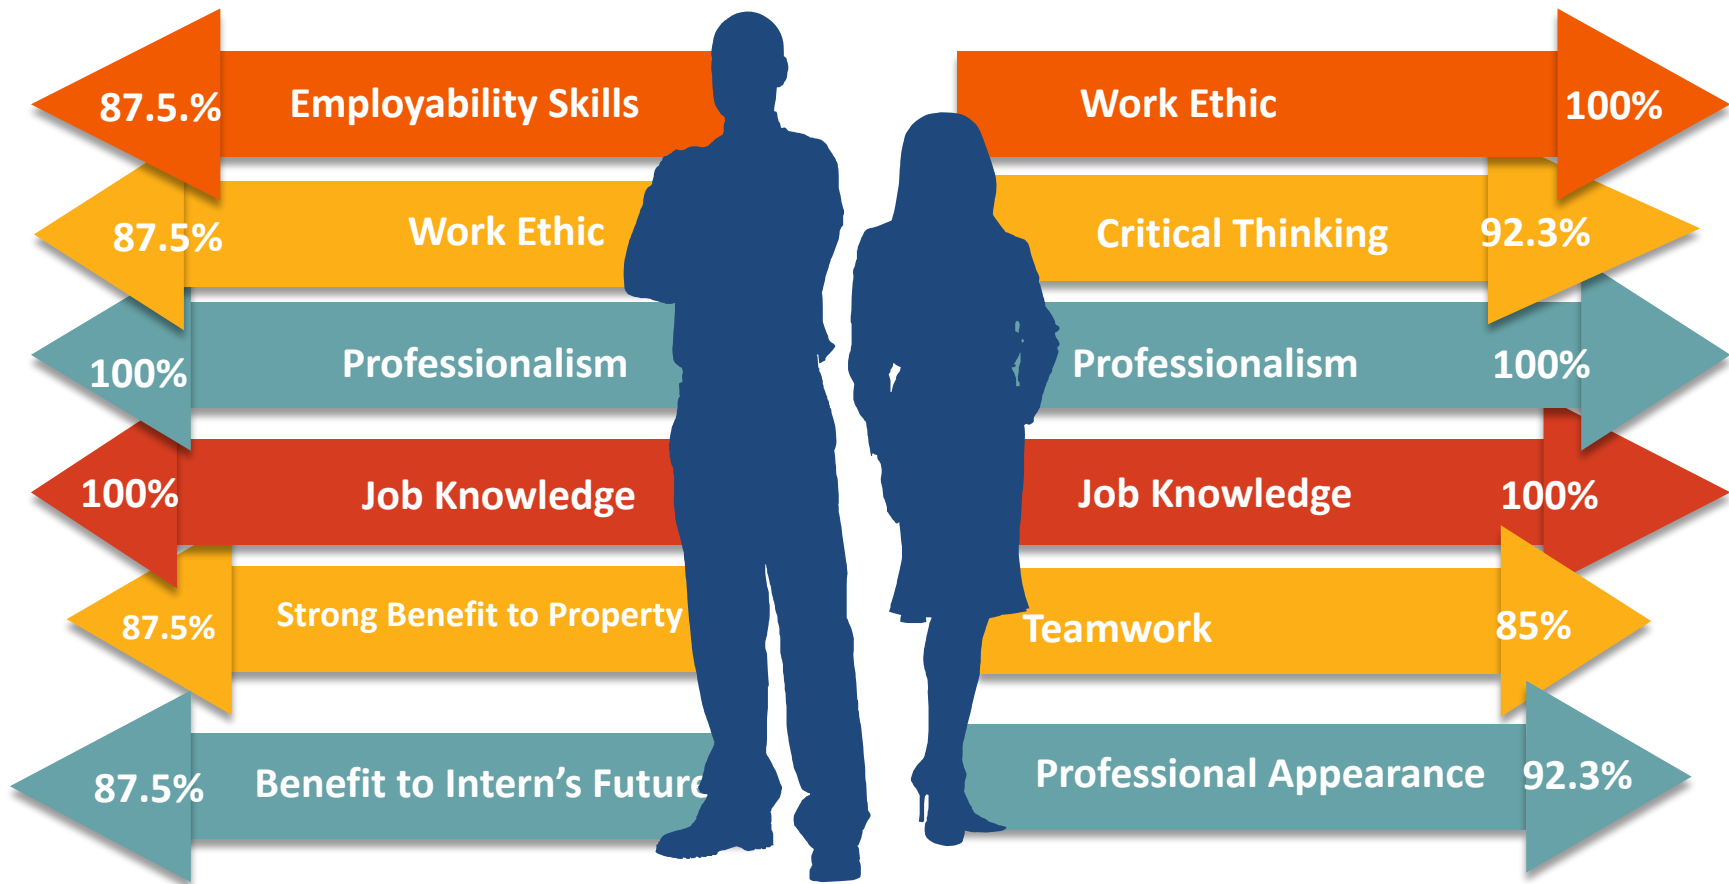 87.5.% Employability Skills
87.5% Work Ethic
100% Professionalism
100% Job Knowledge
87.5% Strong Benefit to Property
87.5% Benefit to Intern's Future
Work Ethic 100%
Critical Thinking 92.3%
Professionalism 100%
Job Knowledge 100%
Teamwork 85%
Professional Appearance 92.3%